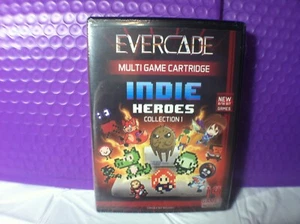 EVERCADE
MULTI GAME CARTRIDGE
INDIE
HEROES
COLLECTION 1
NEW
GAMES